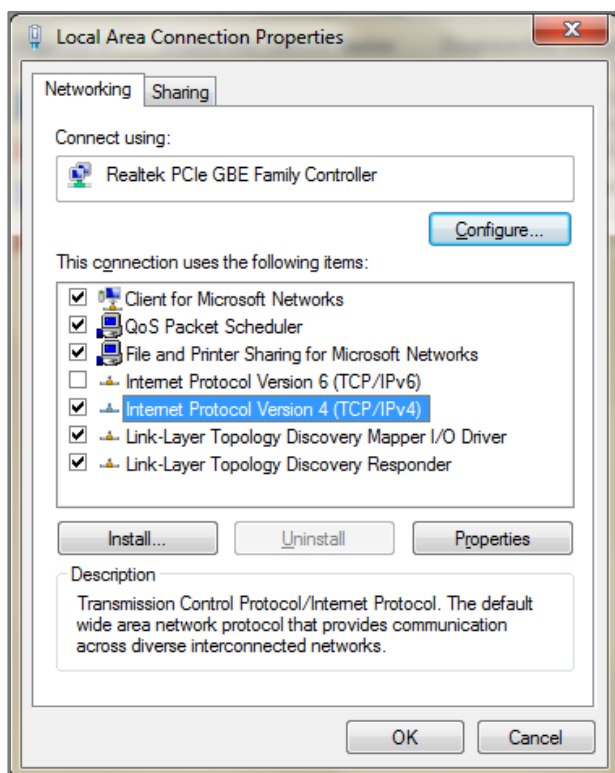 Local Area Connection Properties
Networking
Sharing
Connect using:
Realtek PCIe GBE Family Controller
Configure...
This connection uses the following items:
Client for Microsoft Networks
QoS Packet Scheduler
File and Printer Sharing for Microsoft Networks
Internet Protocol Version 6 (TCP/IPv6)
Internet Protocol Version 4 (TCP/IPv4)
Link-Layer Topology Discovery Mapper I/O Driver
Link-Layer Topology Discovery Responder
Install...
Uninstall
Properties
Description
Transmission Control Protocol/Internet Protocol. The default
wide area network protocol that provides communication
across diverse interconnected networks.
OK
Cancel